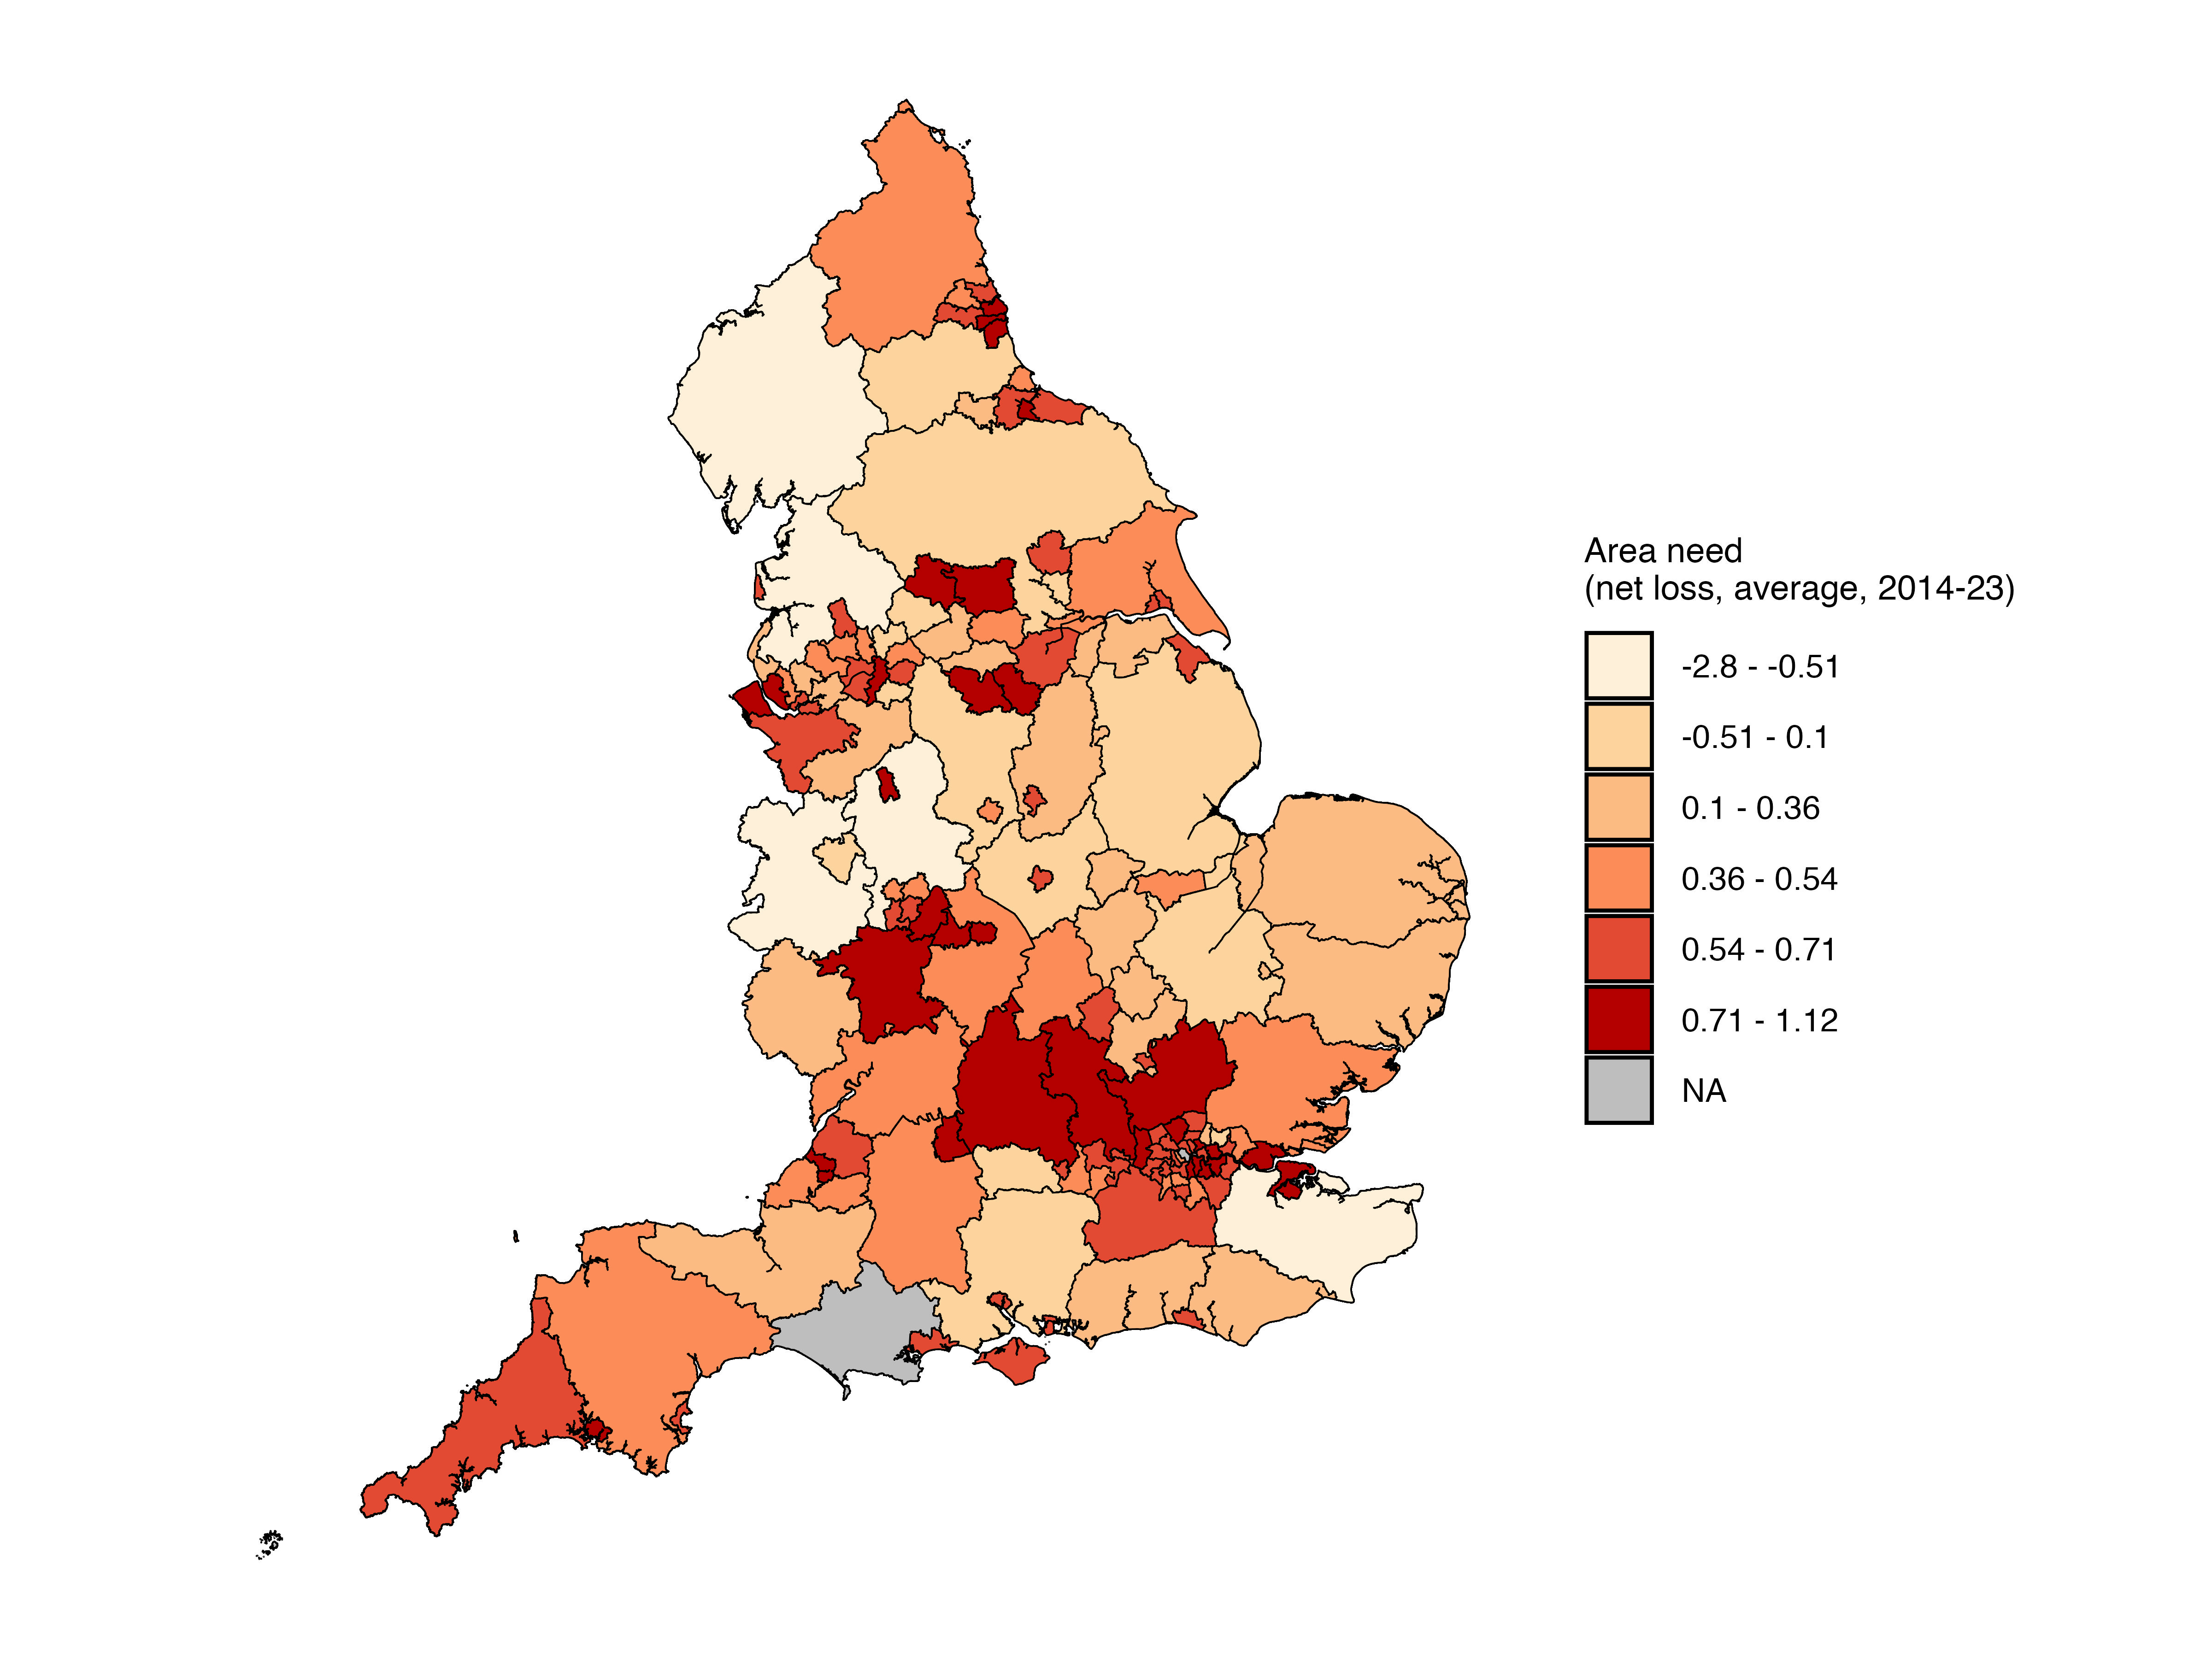 Area need
(net loss, average, 2014-23)
-2.8 - -0.51
-0.51 - 0.1
0.1 - 0.36
0.36 - 0.54
0.54 - 0.71
0.71 - 1.12
NA